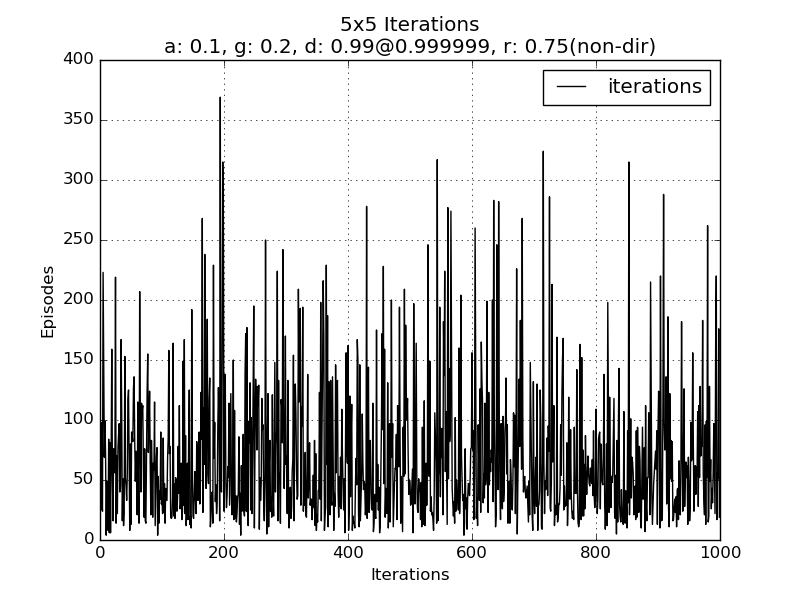 5x5 Iterations
a: 0.1, g: 0.2, d: 0.99@0.999999, r: 0.75(non-dir)
iterations
400
350
300
250
200
150
100
50
0
Episodes
0 200 400 600 800 1000
Iterations